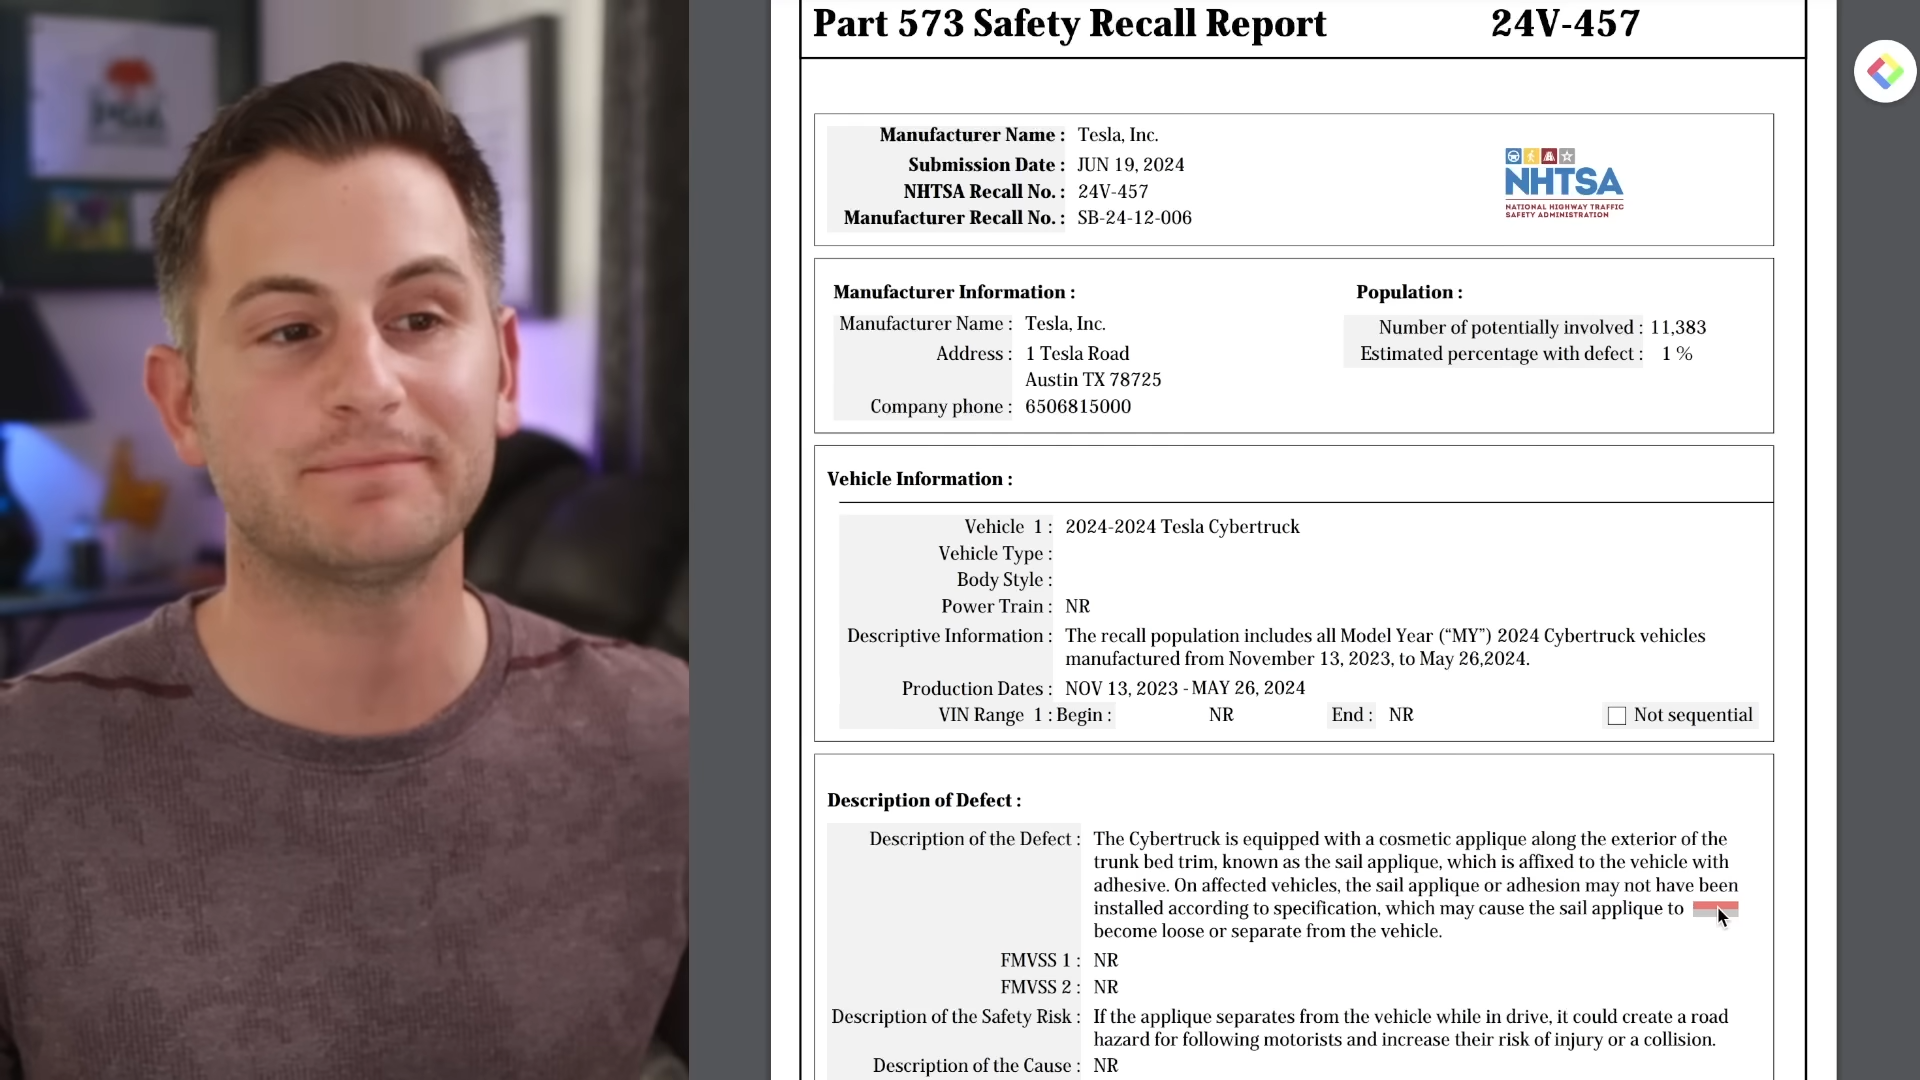 Part 573 Safety Recall Report 24V-457
Manufacturer Name : Tesla, Inc.
Submission Date : JUN 19, 2024
NHTSA Recall No. : 24V-457
Manufacturer Recall No. : SB-24-12-006
NHTSA
NATIONAL HIGHWAY TRAFFIC
SAFETY ADMINISTRATION
Manufacturer Information :
Manufacturer Name : Tesla, Inc.
Address : 1 Tesla Road
Austin TX 78725
Company phone : 6506815000
Population :
Number of potentially involved : 11,383
Estimated percentage with defect : 1 %
Vehicle Information :
Vehicle 1 : 2024-2024 Tesla Cybertruck
Vehicle Type :
Body Style :
Power Train : NR
Descriptive Information : The recall population includes all Model Year (“MY”) 2024 Cybertruck vehicles
manufactured from November 13, 2023, to May 26,2024.
Production Dates : NOV 13, 2023 - MAY 26, 2024
VIN Range 1 : Begin : NR End : NR Not sequential
Description of Defect :
Description of the Defect : The Cybertruck is equipped with a cosmetic applique along the exterior of the
trunk bed trim, known as the sail applique, which is affixed to the vehicle with
adhesive. On affected vehicles, the sail applique or adhesion may not have been
installed according to specification, which may cause the sail applique to
become loose or separate from the vehicle.
FMVSS 1 : NR
FMVSS 2 : NR
Description of the Safety Risk : If the applique separates from the vehicle while in drive, it could create a road
hazard for following motorists and increase their risk of injury or a collision.
Description of the Cause : NR